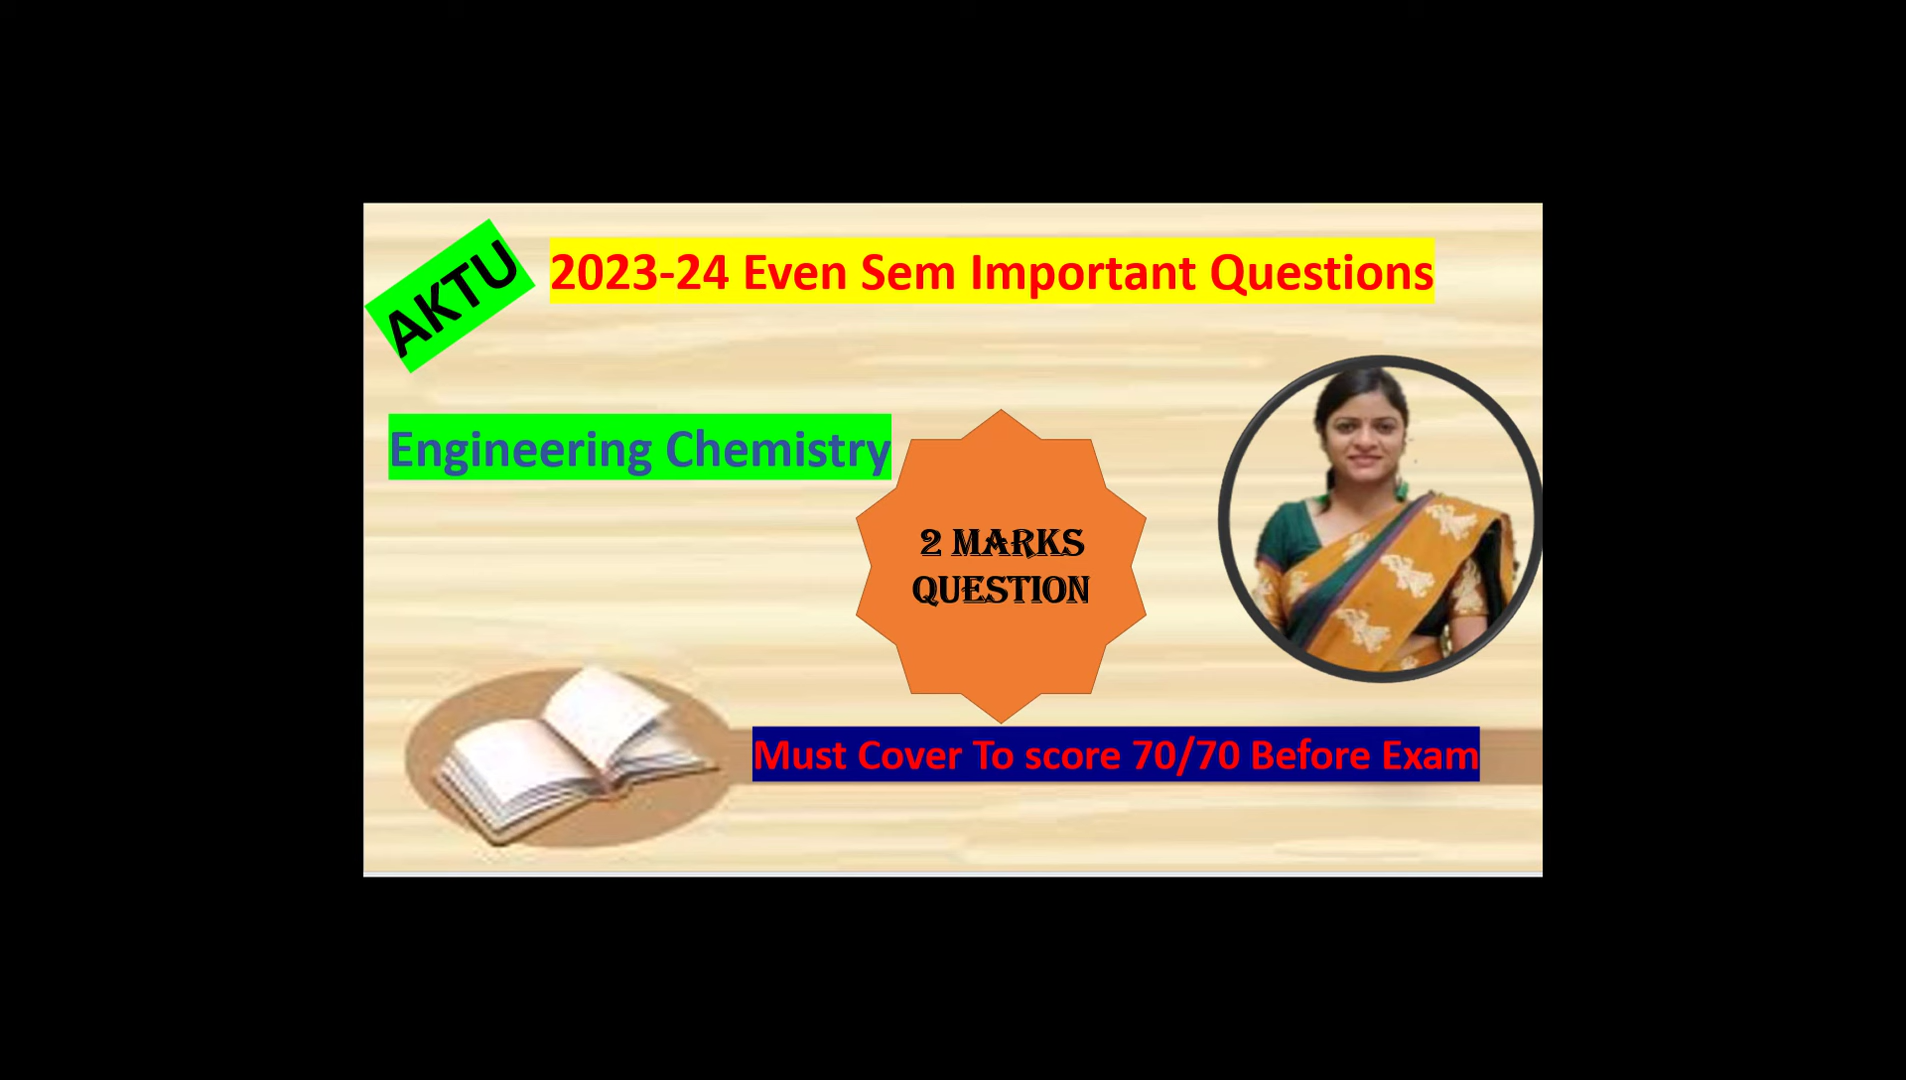 AKTU
2023-24 Even Sem Important Questions
Engineering Chemistry
2 MARKS
QUESTION
Must Cover To score 70/70 Before Exam